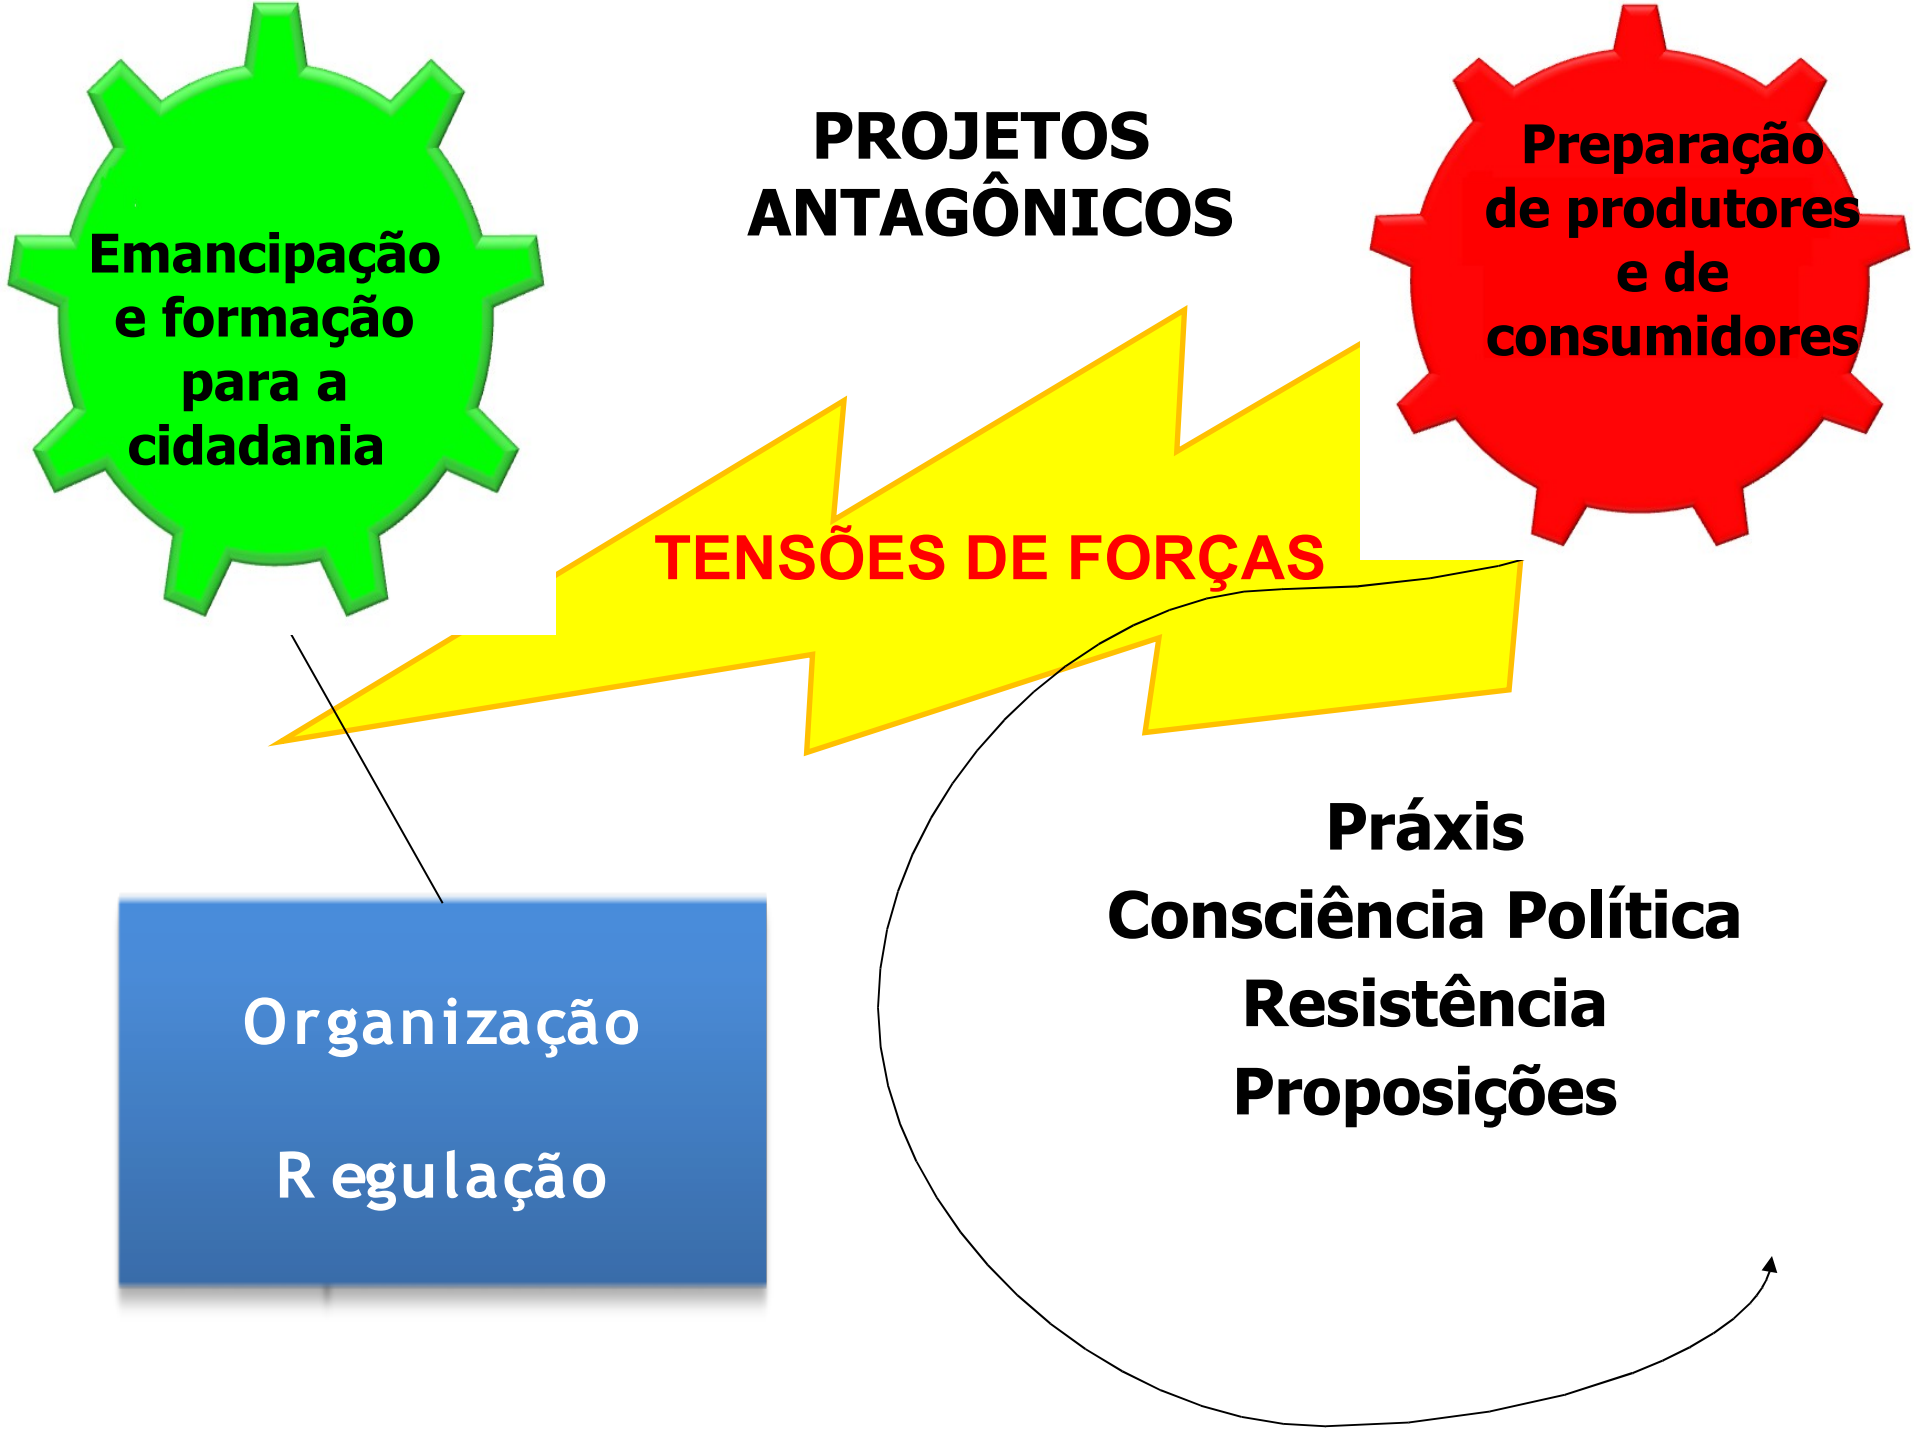 PROJETOS
ANTAGÔNICOS
Emancipação
e formação
para a
cidadania
Preparação
de produtores
e de
consumidores
TENSÕES DE FORÇAS
Organização
Regulação
Práxis
Consciência Política
Resistência
Proposições